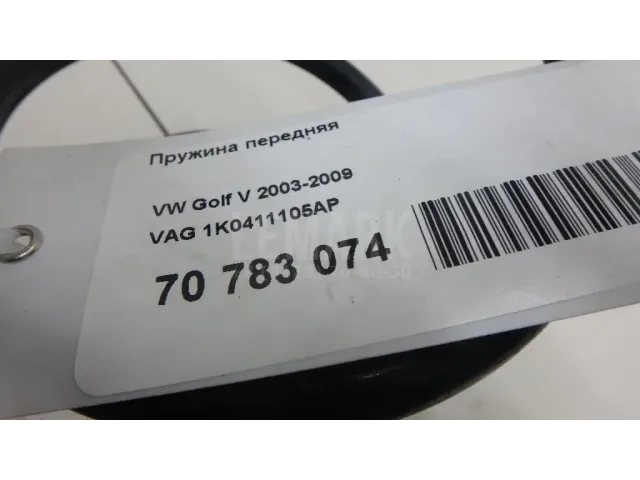 Пружина передняя
VW Golf V 2003-2009
VAG 1K0411105AP
70 783 074